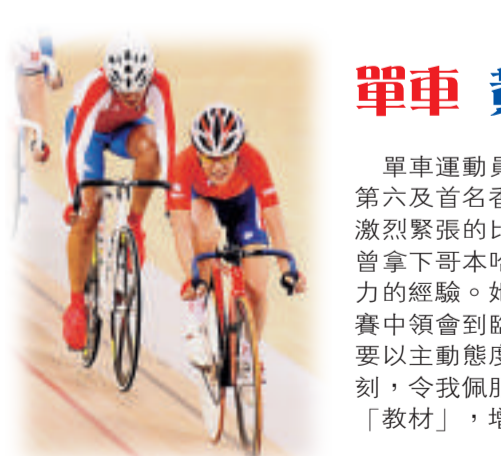 單車
單車運動員
第六及首名香
激烈緊張的比
曾拿下哥本哈
力的經驗。她
賽中領會到臨
要以主動態度
刻，令我佩服
「教材」，增